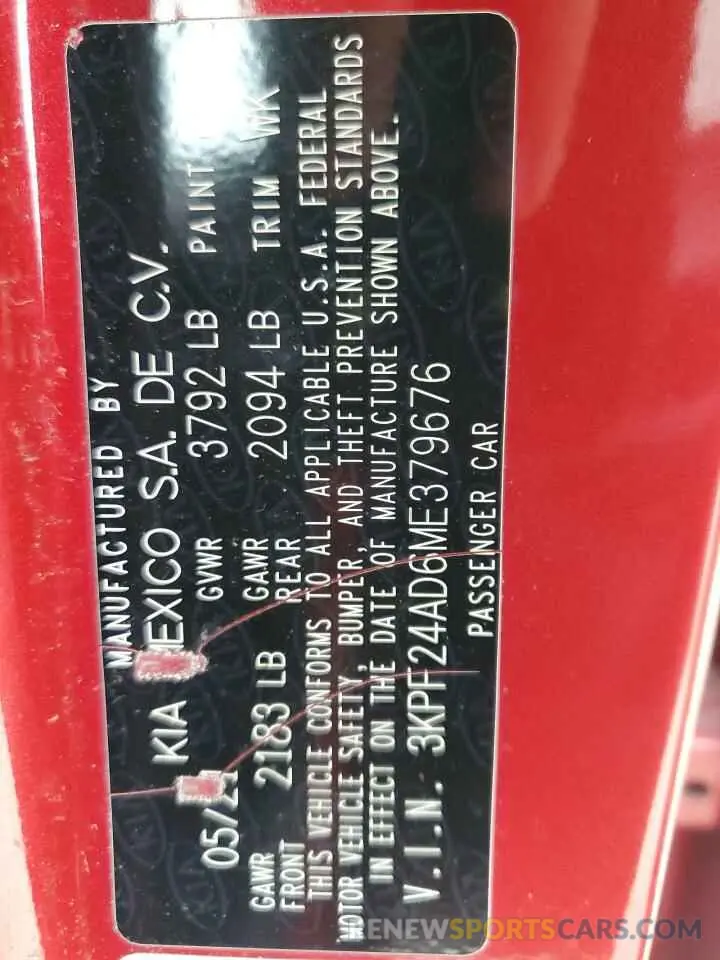 MANUFACTURED BY
KIA MEXICO S.A. DE C.V.
05/21 GVWR 3792 LB PAINT
GAWR FRONT 2183 LB GAWR REAR 2094 LB TRIM WK
THIS VEHICLE CONFORMS TO ALL APPLICABLE U.S.A. FEDERAL
MOTOR VEHICLE SAFETY, BUMPER, AND THEFT PREVENTION STANDARDS
IN EFFECT ON THE DATE OF MANUFACTURE SHOWN ABOVE.
V.I.N. 3KPF24AD6ME379676
PASSENGER CAR
RENEWSPORTSCARS.COM